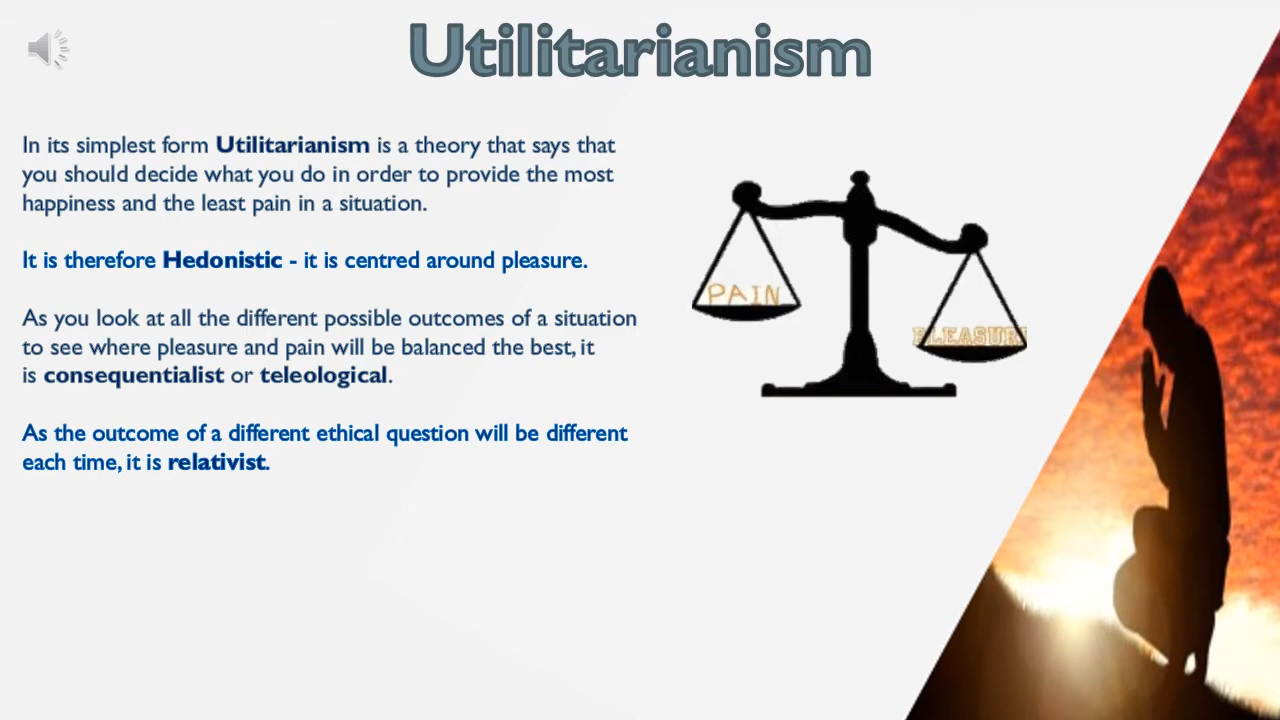 Utilitarianism
In its simplest form Utilitarianism is a theory that says that
you should decide what you do in order to provide the most
happiness and the least pain in a situation.
It is therefore Hedonistic - it is centred around pleasure.
As you look at all the different possible outcomes of a situation
to see where pleasure and pain will be balanced the best, it
is consequentialist or teleological.
As the outcome of a different ethical question will be different
each time, it is relativist.
PAIN
PLEASURE